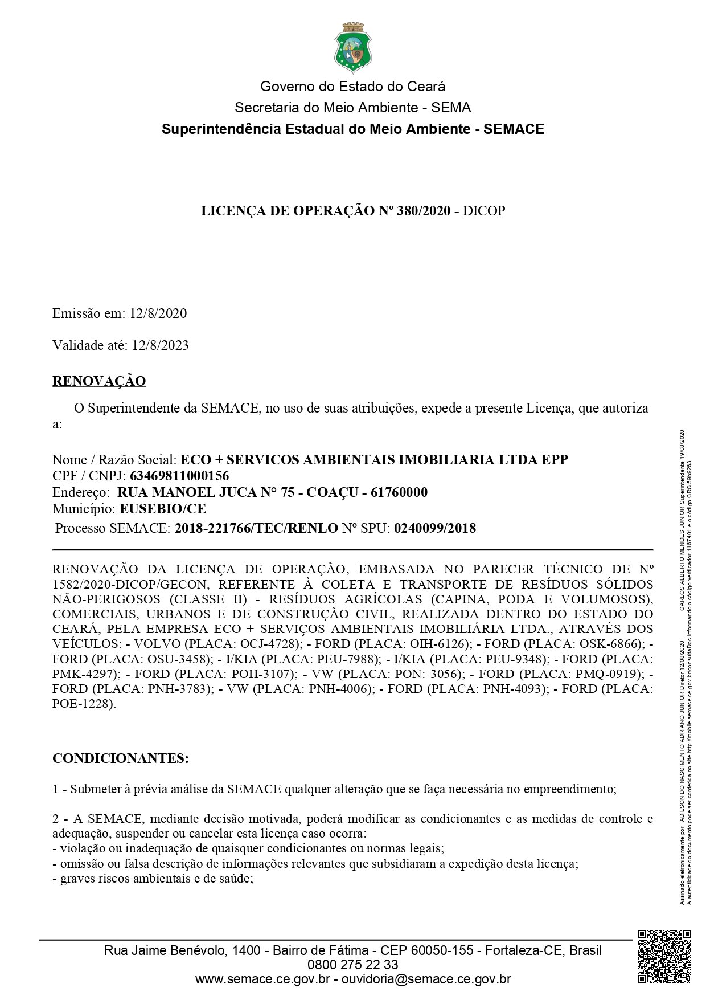 Governo do Estado do Ceará
Secretaria do Meio Ambiente - SEMA
Superintendência Estadual do Meio Ambiente - SEMACE
LICENÇA DE OPERAÇÃO Nº 380/2020 - DICOP
Emissão em: 12/8/2020
Validade até: 12/8/2023
RENOVAÇÃO
O Superintendente da SEMACE, no uso de suas atribuições, expede a presente Licença, que autoriza
a:
Nome / Razão Social: ECO + SERVICOS AMBIENTAIS IMOBILIARIA LTDA EPP
CPF / CNPJ: 63469811000156
Endereço: RUA MANOEL JUCA N° 75 - COAÇU - 61760000
Município: EUSEBIO/CE
Processo SEMACE: 2018-221766/TEC/RENLO Nº SPU: 0240099/2018
RENOVAÇÃO DA LICENÇA DE OPERAÇÃO, EMBASADA NO PARECER TÉCNICO DE Nº
1582/2020-DICOP/GECON, REFERENTE À COLETA E TRANSPORTE DE RESÍDUOS SÓLIDOS
NÃO-PERIGOSOS (CLASSE II) - RESÍDUOS AGRÍCOLAS (CAPINA, PODA E VOLUMOSOS),
COMERCIAIS, URBANOS E DE CONSTRUÇÃO CIVIL, REALIZADA DENTRO DO ESTADO DO
CEARÁ, PELA EMPRESA ECO + SERVIÇOS AMBIENTAIS IMOBILIÁRIA LTDA., ATRAVÉS DOS
VEÍCULOS: - VOLVO (PLACA: OCJ-4728); - FORD (PLACA: OIH-6126); - FORD (PLACA: OSK-6866); -
FORD (PLACA: OSU-3458); - I/KIA (PLACA: PEU-7988); - I/KIA (PLACA: PEU-9348); - FORD (PLACA:
PMK-4297); - FORD (PLACA: POH-3107); - VW (PLACA: PON: 3056); - FORD (PLACA: PMQ-0919); -
FORD (PLACA: PNH-3783); - VW (PLACA: PNH-4006); - FORD (PLACA: PNH-4093); - FORD (PLACA:
POE-1228).
CONDICIONANTES:
1 - Submeter à prévia análise da SEMACE qualquer alteração que se faça necessária no empreendimento;
2 - A SEMACE, mediante decisão motivada, poderá modificar as condicionantes e as medidas de controle e
adequação, suspender ou cancelar esta licença caso ocorra:
- violação ou inadequação de quaisquer condicionantes ou normas legais;
- omissão ou falsa descrição de informações relevantes que subsidiaram a expedição desta licença;
- graves riscos ambientais e de saúde;
Assinado eletronicamente por ADILSON DO NASCIMENTO ADRIANO JUNIOR Diretor 12/08/2020 CARLOS ALBERTO MENDES JUNIOR Superintendente 19/08/2020
A autenticidade do documento pode ser conferida no site http://mobile.semace.ce.gov.br/consultaDoc informando o código verificador 1167401 e o código CRC 59b9263
Rua Jaime Benévolo, 1400 - Bairro de Fátima - CEP 60050-155 - Fortaleza-CE, Brasil
0800 275 22 33
www.semace.ce.gov.br - ouvidoria@semace.ce.gov.br